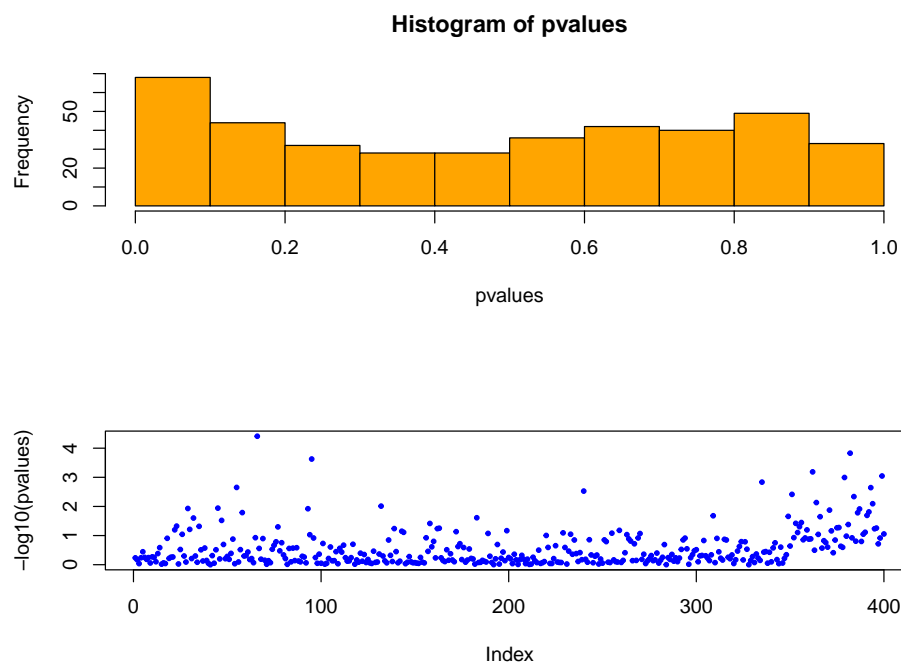 Histogram of pvalues
Frequency
0 20 50
0.0 0.2 0.4 0.6 0.8 1.0
pvalues
−log10(pvalues)
0 1 2 3 4
0 100 200 300 400
Index